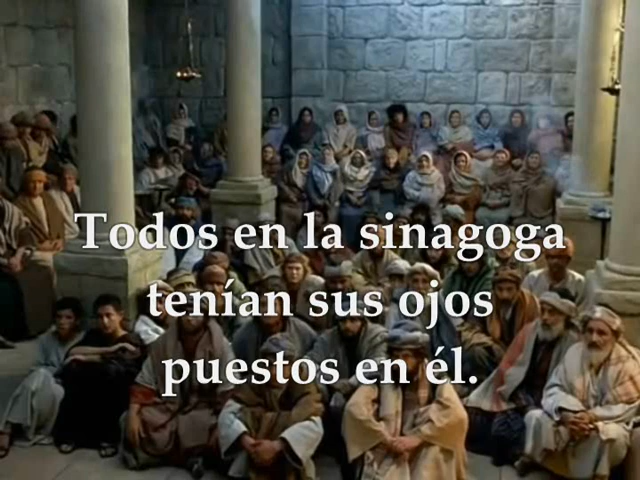 Todos en la sinagoga
tenían sus ojos
puestos en él.